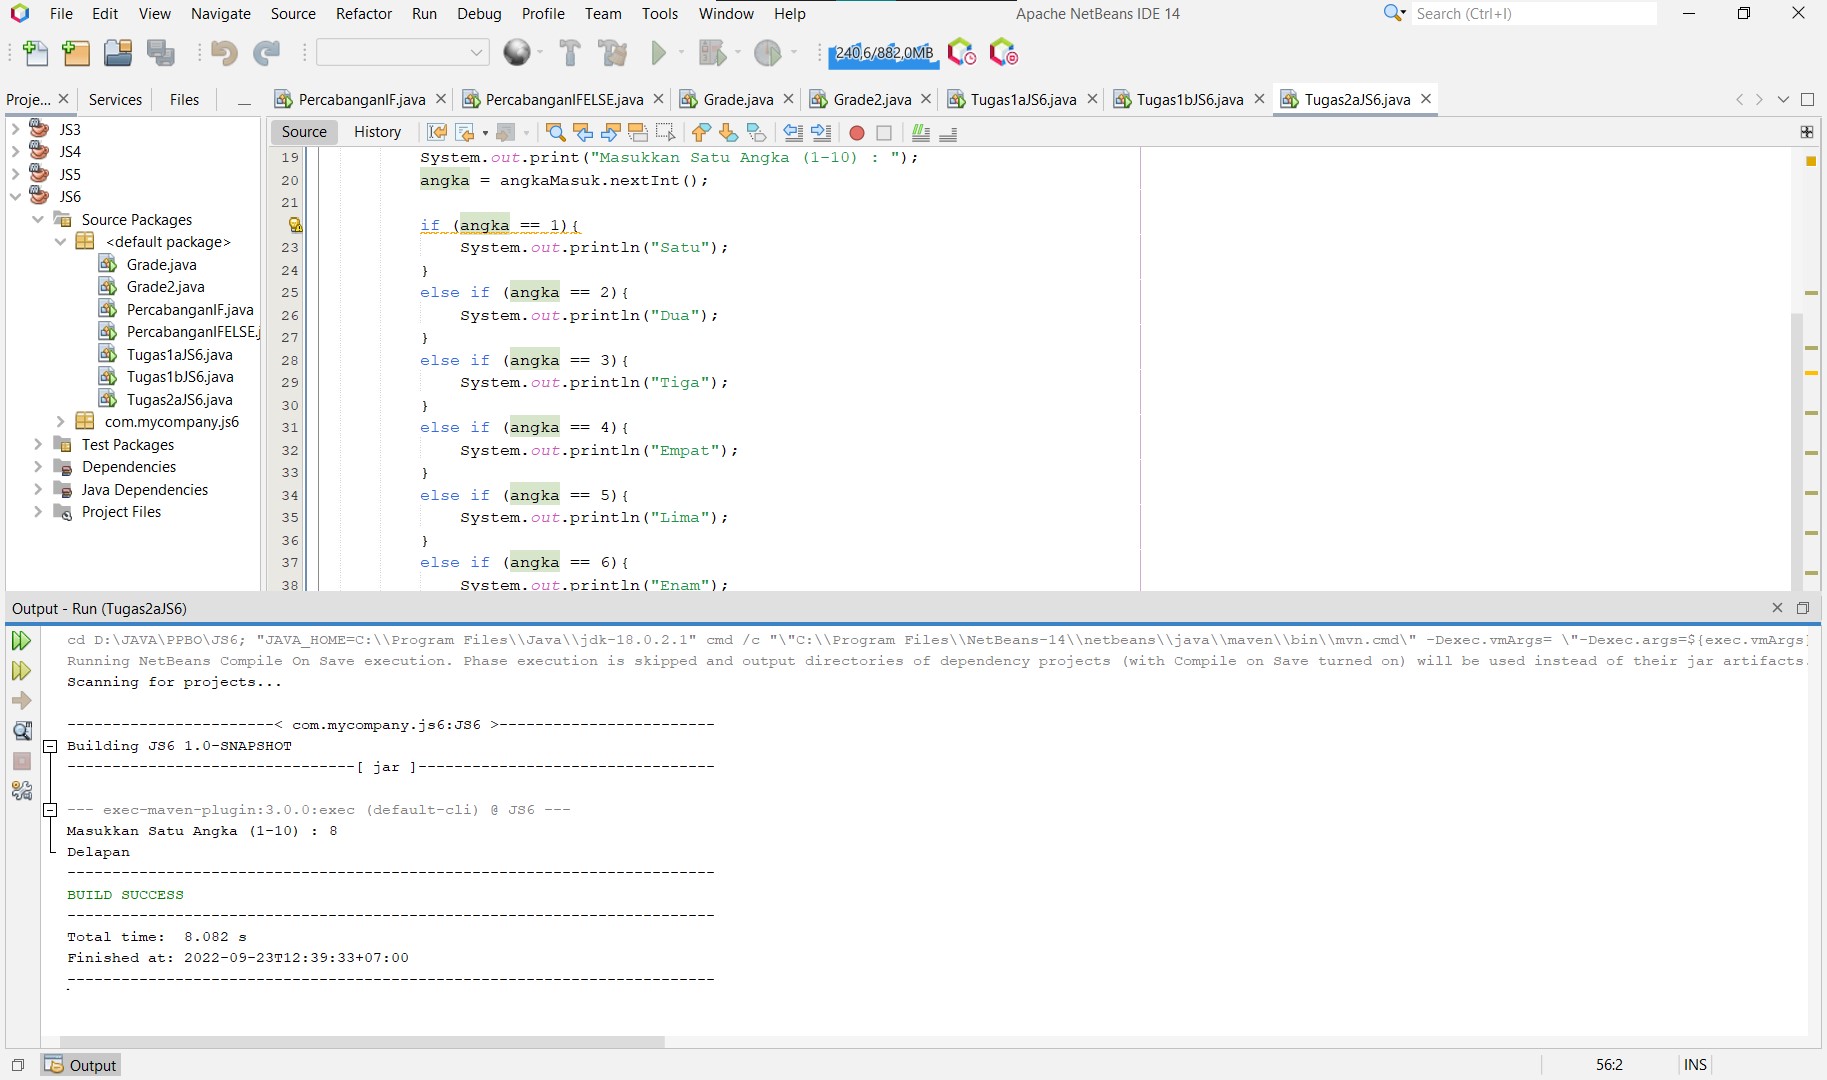 File Edit View Navigate Source Refactor Run Debug Profile Team Tools Window Help Apache NetBeans IDE 14 Search (Ctrl+I)
240,6/882,0MB
Proje... Services Files PercabanganIF.java PercabanganIFELSE.java Grade.java Grade2.java Tugas1aJS6.java Tugas1bJS6.java Tugas2aJS6.java
Source History
JS3
JS4
JS5
JS6
Source Packages
<default package>
Grade.java
Grade2.java
PercabanganIF.java
PercabanganIFELSE.j
Tugas1aJS6.java
Tugas1bJS6.java
Tugas2aJS6.java
com.mycompany.js6
Test Packages
Dependencies
Java Dependencies
Project Files
19 System.out.print("Masukkan Satu Angka (1-10) : ");
20 angka = angkaMasuk.nextInt();
21
if (angka == 1){
23 System.out.println("Satu");
24 }
25 else if (angka == 2){
26 System.out.println("Dua");
27 }
28 else if (angka == 3){
29 System.out.println("Tiga");
30 }
31 else if (angka == 4){
32 System.out.println("Empat");
33 }
34 else if (angka == 5){
35 System.out.println("Lima");
36 }
37 else if (angka == 6){
38 System.out.println("Enam");
Output - Run (Tugas2aJS6)
cd D:\JAVA\PPBO\JS6; "JAVA_HOME=C:\\Program Files\\Java\\jdk-18.0.2.1" cmd /c "\"C:\\Program Files\\NetBeans-14\\netbeans\\java\\maven\\bin\\mvn.cmd\" -Dexec.vmArgs= \"-Dexec.args=${exec.vmArgs}
Running NetBeans Compile On Save execution. Phase execution is skipped and output directories of dependency projects (with Compile on Save turned on) will be used instead of their jar artifacts.
Scanning for projects...
------------------------< com.mycompany.js6:JS6 >------------------------
Building JS6 1.0-SNAPSHOT
--------------------------------[ jar ]---------------------------------
--- exec-maven-plugin:3.0.0:exec (default-cli) @ JS6 ---
Masukkan Satu Angka (1-10) : 8
Delapan
------------------------------------------------------------------------
BUILD SUCCESS
------------------------------------------------------------------------
Total time:  8.082 s
Finished at: 2022-09-23T12:39:33+07:00
------------------------------------------------------------------------
Output 56:2 INS